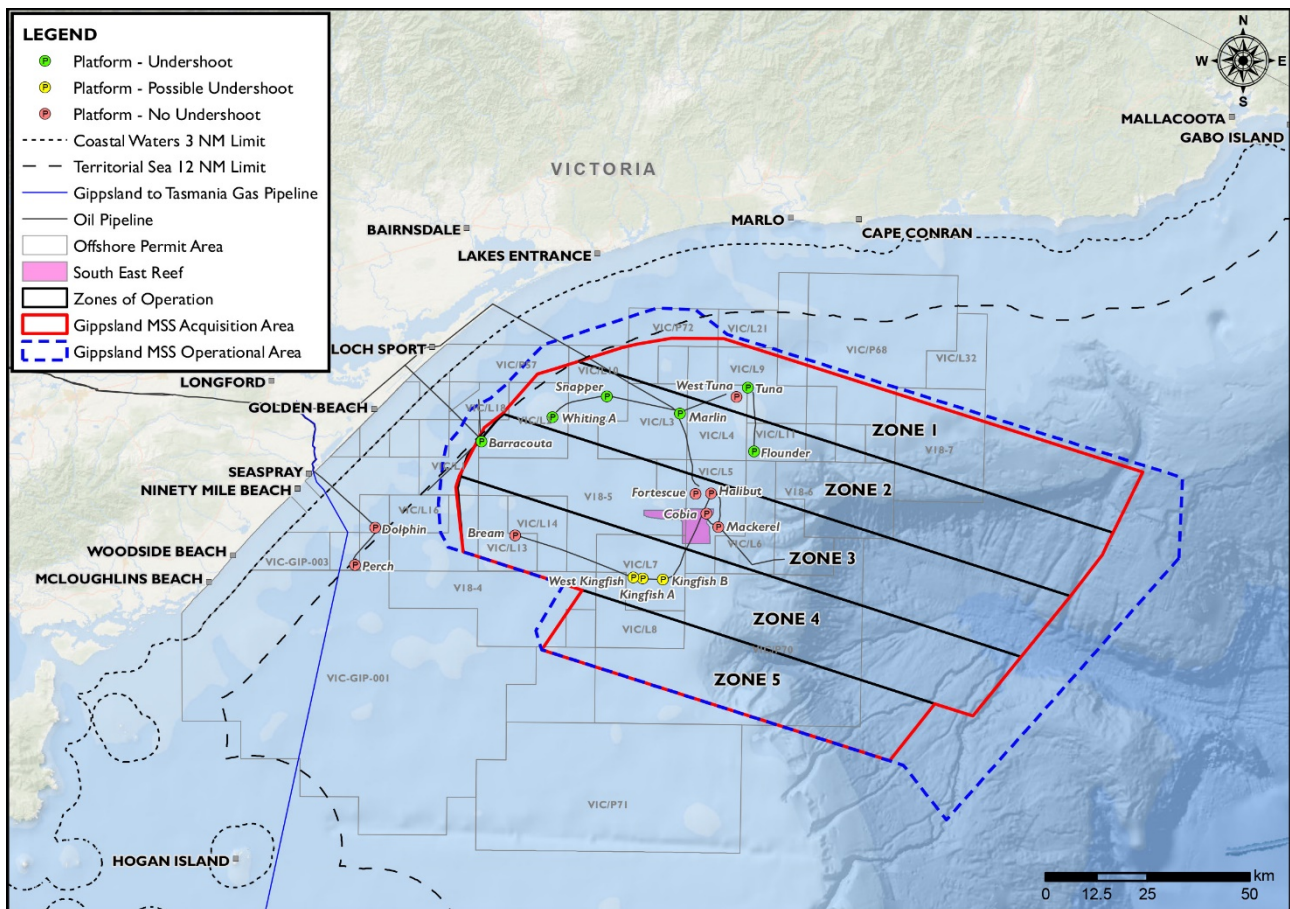 LEGEND
Platform - Undershoot
Platform - Possible Undershoot
Platform - No Undershoot
Coastal Waters 3 NM Limit
Territorial Sea 12 NM Limit
Gippsland to Tasmania Gas Pipeline
Oil Pipeline
Offshore Permit Area
South East Reef
Zones of Operation
Gippsland MSS Acquisition Area
Gippsland MSS Operational Area
N
W
E
S
MALLACOOTA
GABO ISLAND
VICTORIA
MARLO
CAPE CONRAN
BAIRNSDALE
LAKES ENTRANCE
LOCH SPORT
LONGFORD
GOLDEN BEACH
SEASPRAY
NINETY MILE BEACH
WOODSIDE BEACH
MCLOUGHLINS BEACH
HOGAN ISLAND
VIC/P72
VIC/L21
VIC/P68
VIC/L32
VIC/P57
VIC/L10
VIC/L9
VIC/L18
VIC/L3
VIC/L4
VIC/L11
18-7
VIC/L5
V18-5
V18-6
VIC/L16
VIC/L14
VIC/L13
VIC/L6
VIC-GIP-003
VIC/L7
V18-4
VIC/L8
VIC-GIP-001
VIC/P71
Snapper
West Tuna
Tuna
Whiting A
Marlin
Barracouta
Flounder
Fortescue
Halibut
Cobia
Mackerel
Dolphin
Bream
Perch
West Kingfish
Kingfish A
Kingfish B
ZONE 1
ZONE 2
ZONE 3
ZONE 4
ZONE 5
km
0 12.5 25 50